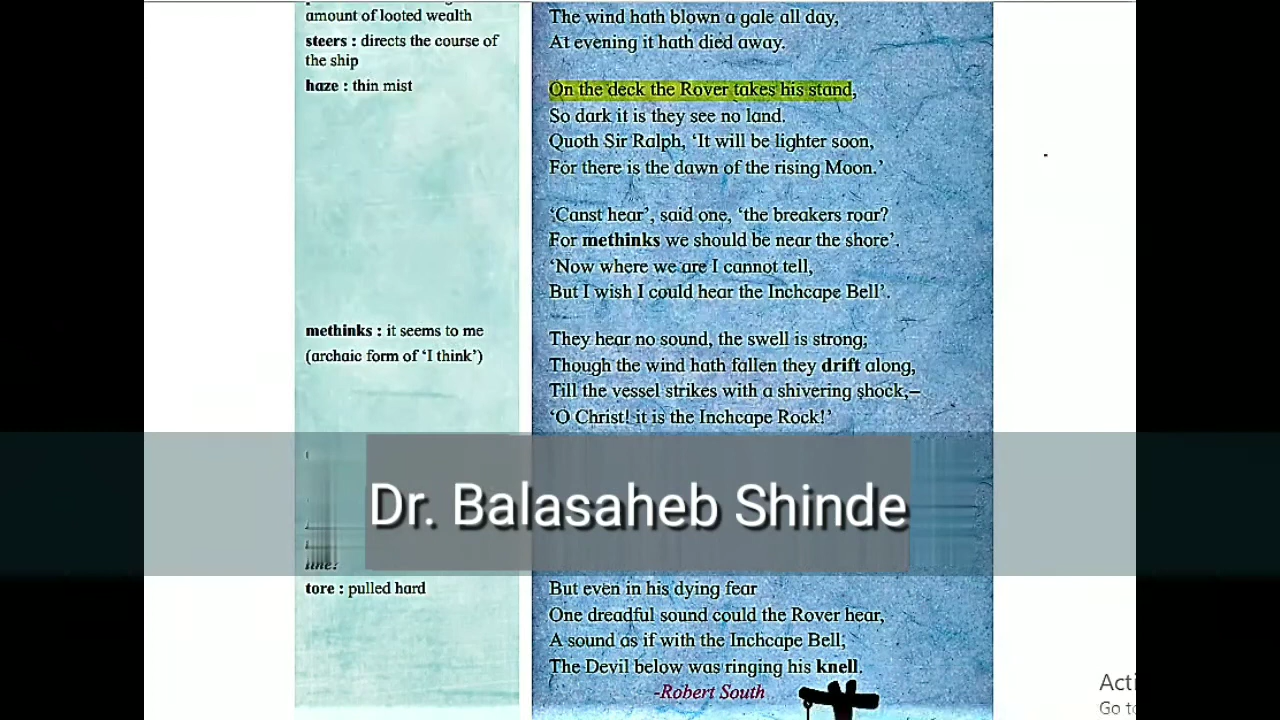 amount of looted wealth
steers : directs the course of
the ship
haze : thin mist
methinks : it seems to me
(archaic form of ‘I think’)
line?
tore : pulled hard
The wind hath blown a gale all day,
At evening it hath died away.
On the deck the Rover takes his stand,
So dark it is they see no land.
Quoth Sir Ralph, ‘It will be lighter soon,
For there is the dawn of the rising Moon.’
‘Canst hear’, said one, ‘the breakers roar?
For methinks we should be near the shore’.
‘Now where we are I cannot tell,
But I wish I could hear the Inchcape Bell’.
They hear no sound, the swell is strong;
Though the wind hath fallen they drift along,
Till the vessel strikes with a shivering shock,–
‘O Christ! it is the Inchcape Rock!’
Dr. Balasaheb Shinde
But even in his dying fear
One dreadful sound could the Rover hear,
A sound as if with the Inchcape Bell,
The Devil below was ringing his knell.
-Robert South
Acti
Go to